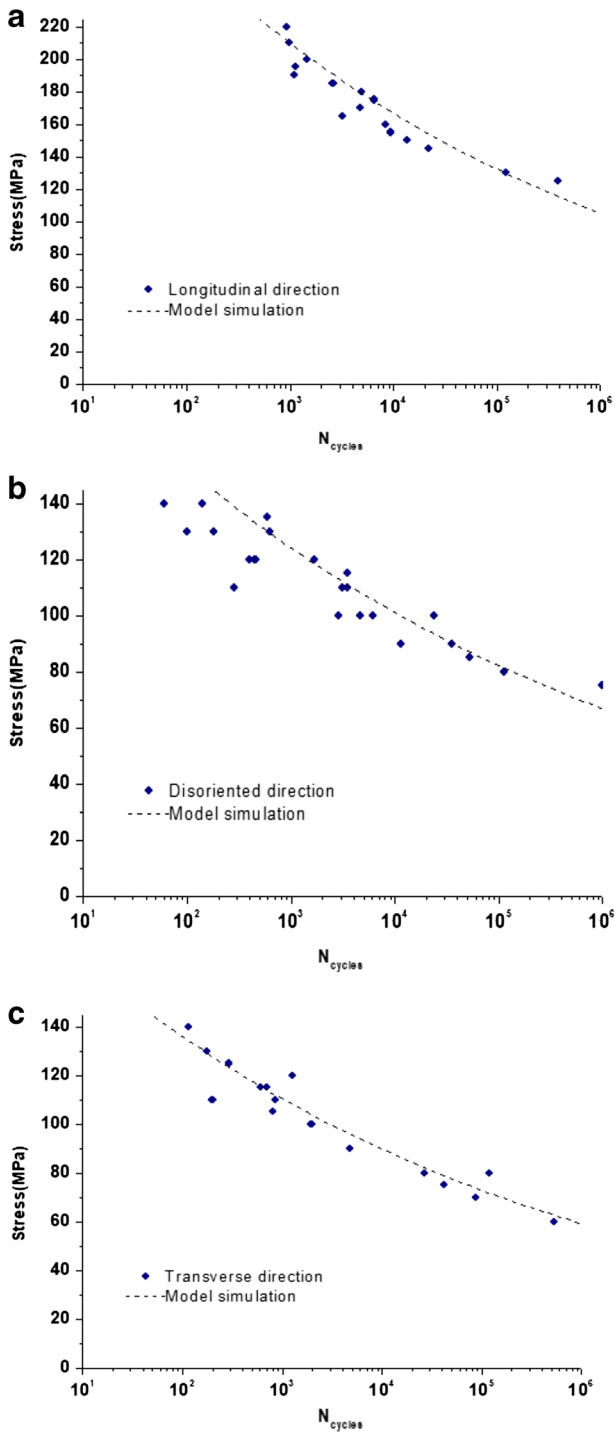 a
220
200
180
160
140
120
100
80
60
40
20
0
Stress(MPa)
Longitudinal direction
Model simulation
10^1 10^2 10^3 10^4 10^5 10^6
N_cycles
b
140
120
100
80
60
40
20
0
Stress(MPa)
Disoriented direction
Model simulation
10^1 10^2 10^3 10^4 10^5 10^6
N_cycles
c
140
120
100
80
60
40
20
0
Stress(MPa)
Transverse direction
Model simulation
10^1 10^2 10^3 10^4 10^5 10^6
N_cycles